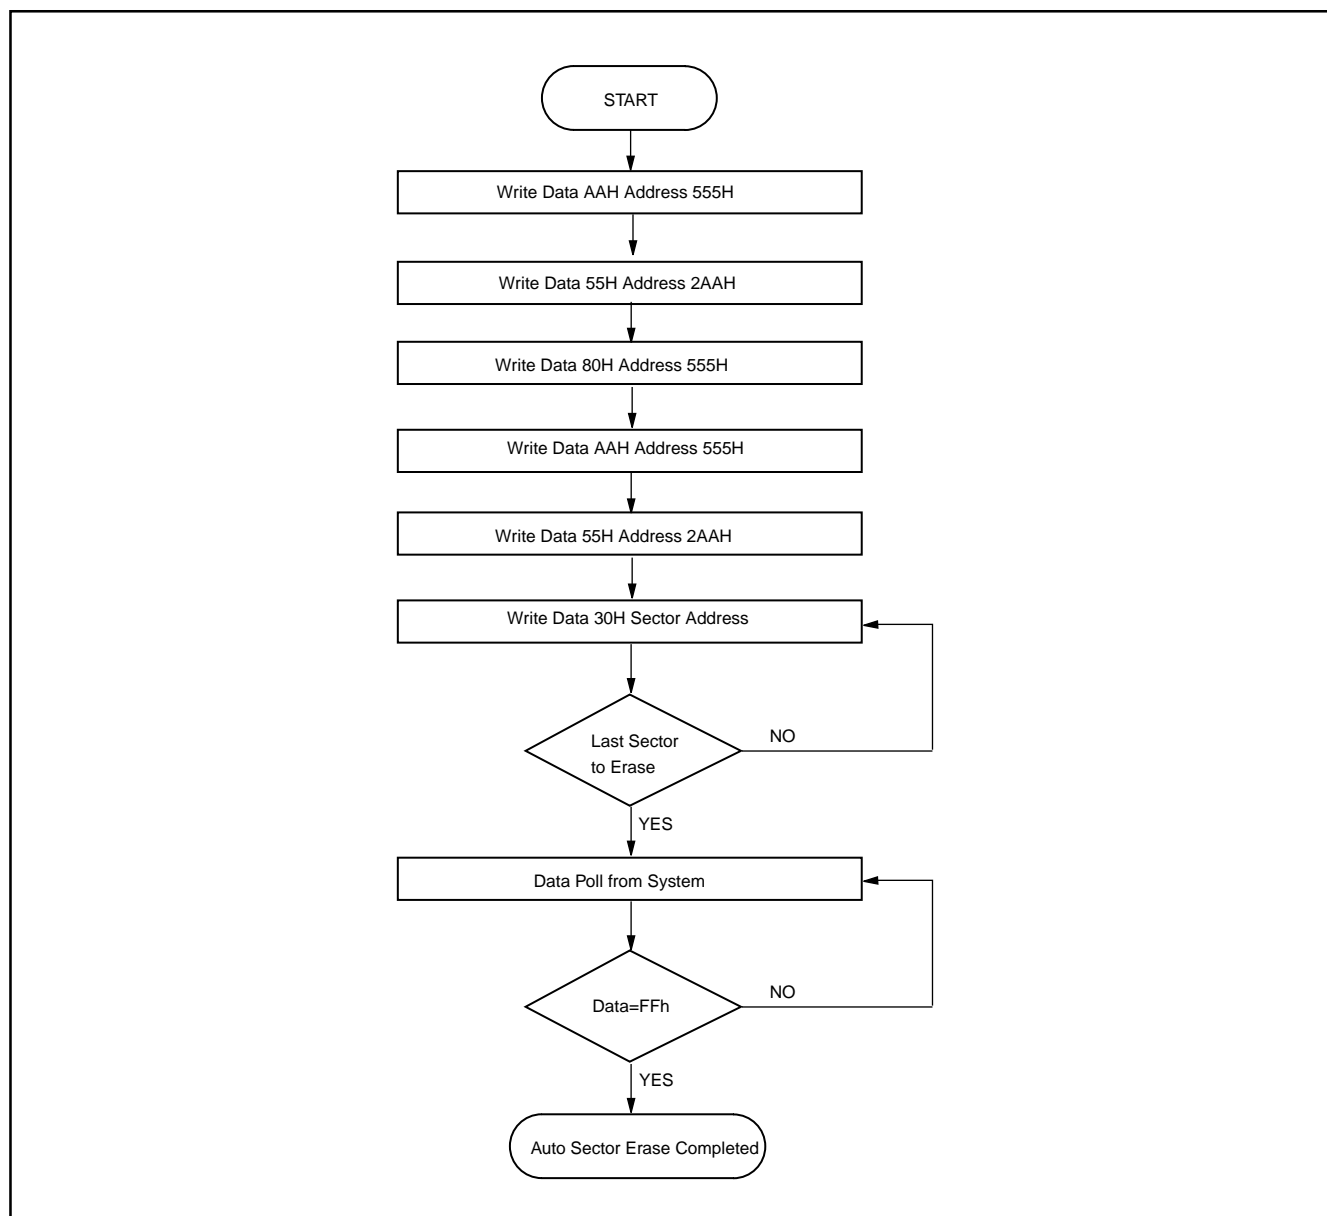 START
Write Data AAH Address 555H
Write Data 55H Address 2AAH
Write Data 80H Address 555H
Write Data AAH Address 555H
Write Data 55H Address 2AAH
Write Data 30H Sector Address
Last Sector
to Erase
NO
YES
Data Poll from System
Data=FFh
NO
YES
Auto Sector Erase Completed